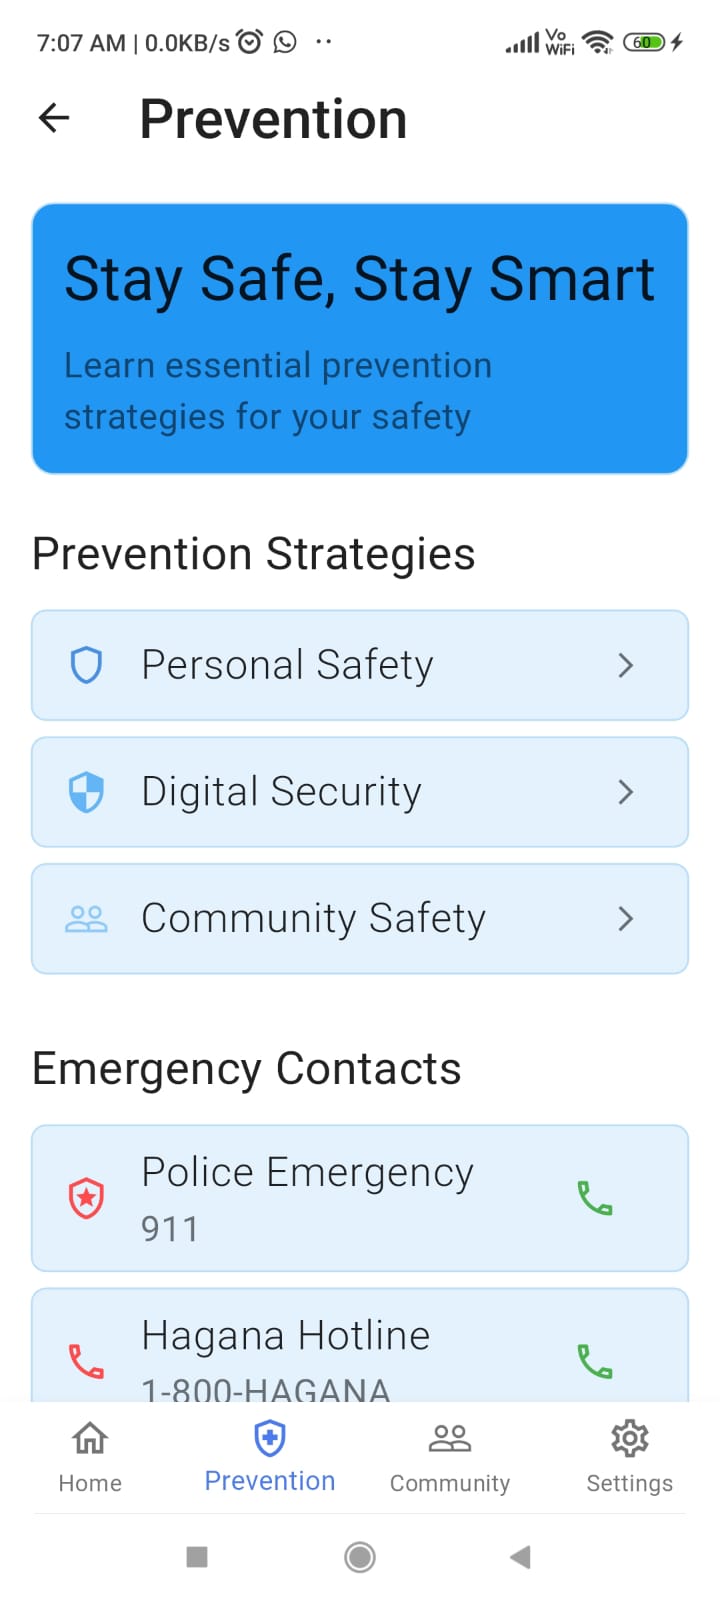 7:07 AM | 0.0KB/s
Vo
WiFi
60
Prevention
Stay Safe, Stay Smart
Learn essential prevention
strategies for your safety
Prevention Strategies
Personal Safety
Digital Security
Community Safety
Emergency Contacts
Police Emergency
911
Hagana Hotline
1-800-HAGANA
Home
Prevention
Community
Settings